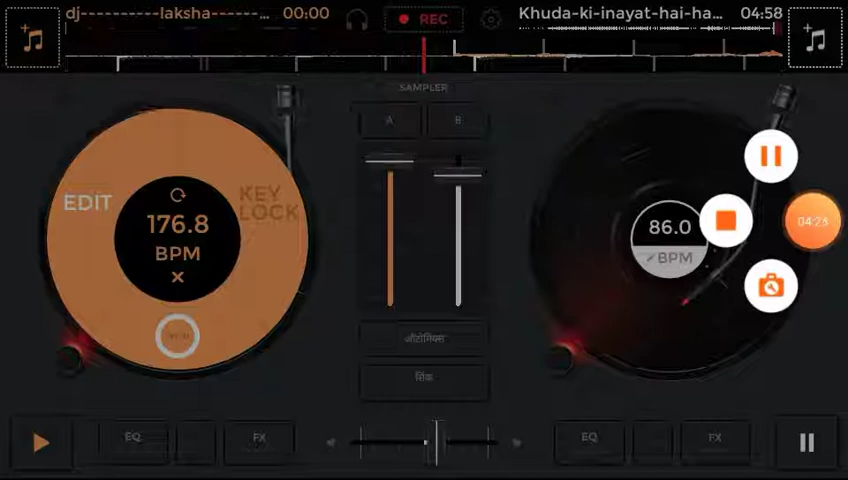 dj----------laksha------... 00:00
REC
Khuda-ki-inayat-hai-ha... 04:58
SAMPLER
A B
EDIT
KEY LOCK
176.8
BPM
×
86.0
BPM
04:23
ऑटोमिक्स
सिंक
EQ FX
EQ FX